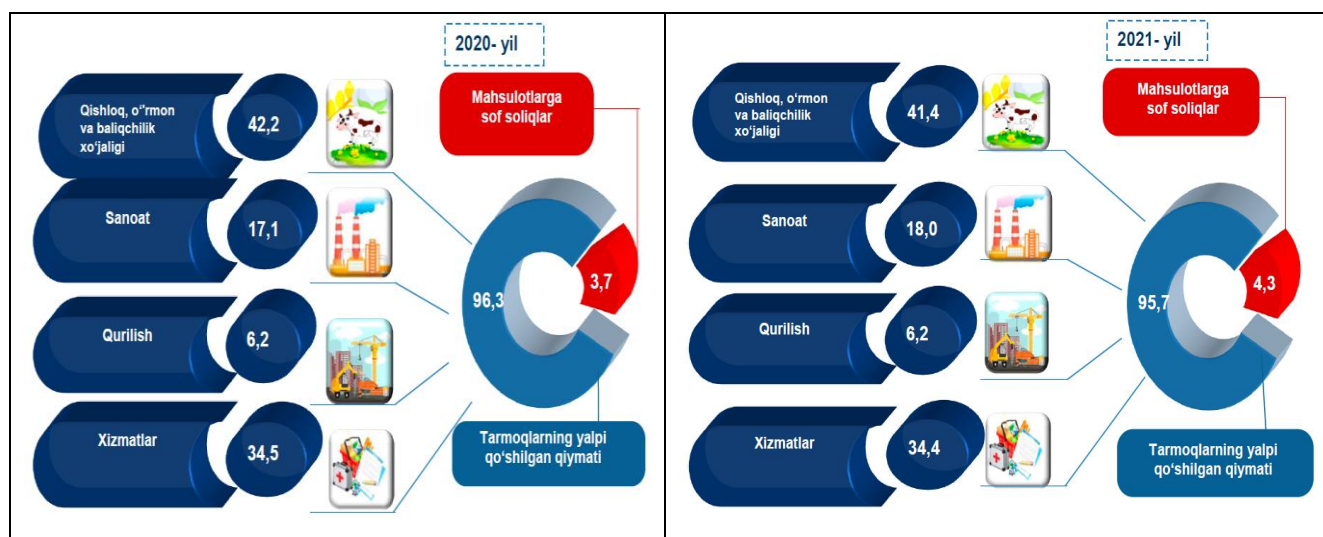 2020- yil
Mahsulotlarga
sof soliqlar
Qishloq, o‘'rmon
va baliqchilik
xo‘jaligi
42,2
Sanoat
17,1
Qurilish
6,2
Xizmatlar
34,5
96,3
3,7
Tarmoqlarning yalpi
qo‘shilgan qiymati
2021- yil
Mahsulotlarga
sof soliqlar
Qishloq, o‘rmon
va baliqchilik
xo‘jaligi
41,4
Sanoat
18,0
Qurilish
6,2
Xizmatlar
34,4
95,7
4,3
Tarmoqlarning yalpi
qo‘shilgan qiymati